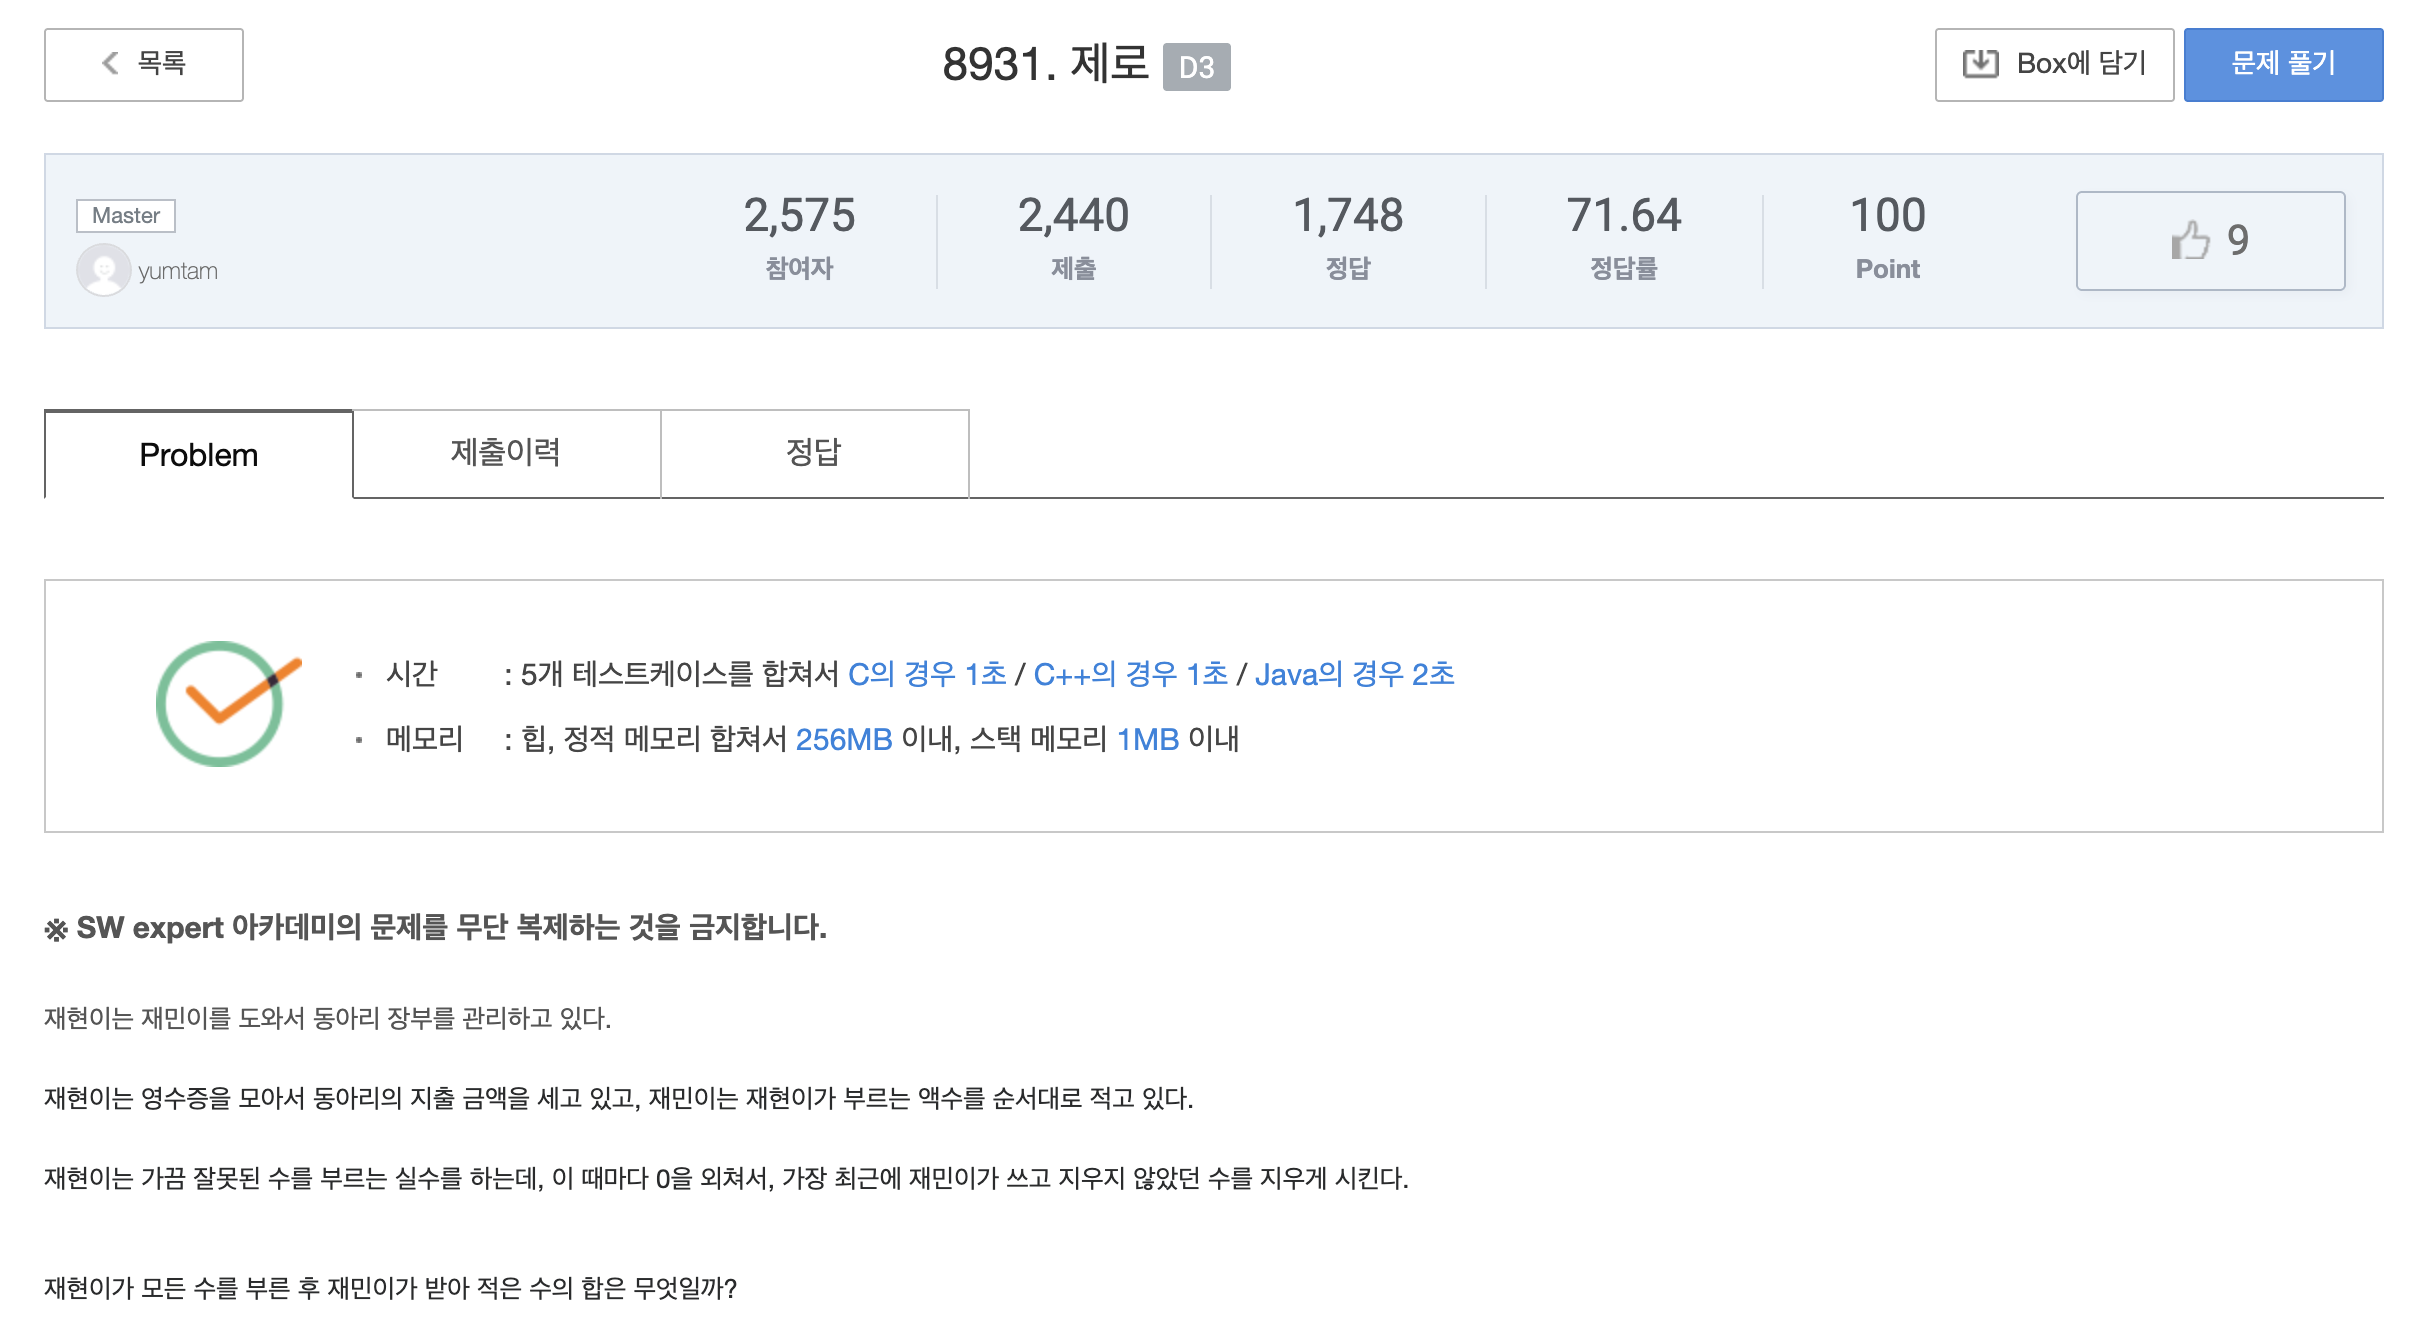 목록
8931. 제로 D3
Box에 담기
문제 풀기
Master
yumtam
2,575
참여자
2,440
제출
1,748
정답
71.64
정답률
100
Point
9
Problem
제출이력
정답
시간 : 5개 테스트케이스를 합쳐서 C의 경우 1초 / C++의 경우 1초 / Java의 경우 2초
메모리 : 힙, 정적 메모리 합쳐서 256MB 이내, 스택 메모리 1MB 이내
※ SW expert 아카데미의 문제를 무단 복제하는 것을 금지합니다.
재현이는 재민이를 도와서 동아리 장부를 관리하고 있다.
재현이는 영수증을 모아서 동아리의 지출 금액을 세고 있고, 재민이는 재현이가 부르는 액수를 순서대로 적고 있다.
재현이는 가끔 잘못된 수를 부르는 실수를 하는데, 이 때마다 0을 외쳐서, 가장 최근에 재민이가 쓰고 지우지 않았던 수를 지우게 시킨다.
재현이가 모든 수를 부른 후 재민이가 받아 적은 수의 합은 무엇일까?